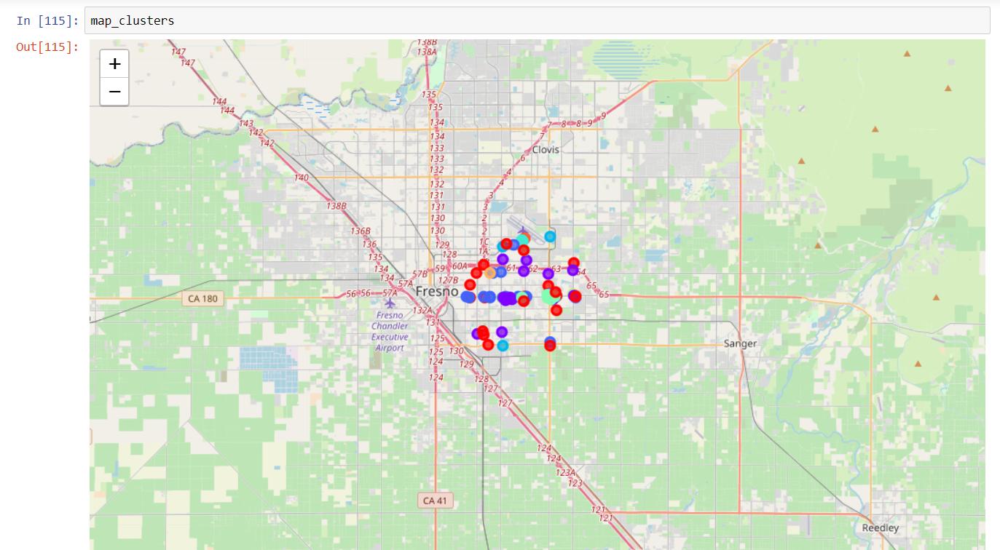 In [115]: map_clusters
Out[115]:
+
−
138B
138A
147
147
135
135
144
144
143
142
142
134
134
133
133
132
132
131
131
130
130
129
128
7
8
8
9
9
7
Clovis
6
4
4
3
3
2
2
2
1C
1A
140
138B
136B
136
135
134
134
57B
59
60A
61
62
63
64
65
65
57A
127B
56
56
57A
Fresno
CA 180
Fresno
Chandler
Executive
Airport
132A
131
125
125
124
124
130
129
128
127
127
Sanger
124
124
123A
123
CA 41
121
121
Reedley